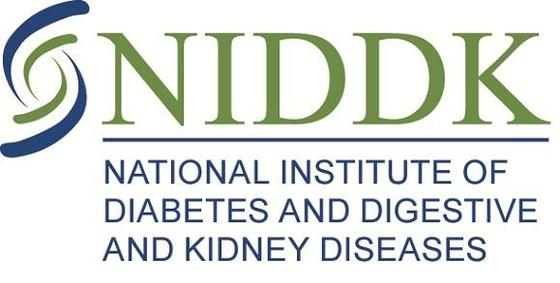 NIDDK
NATIONAL INSTITUTE OF
DIABETES AND DIGESTIVE
AND KIDNEY DISEASES